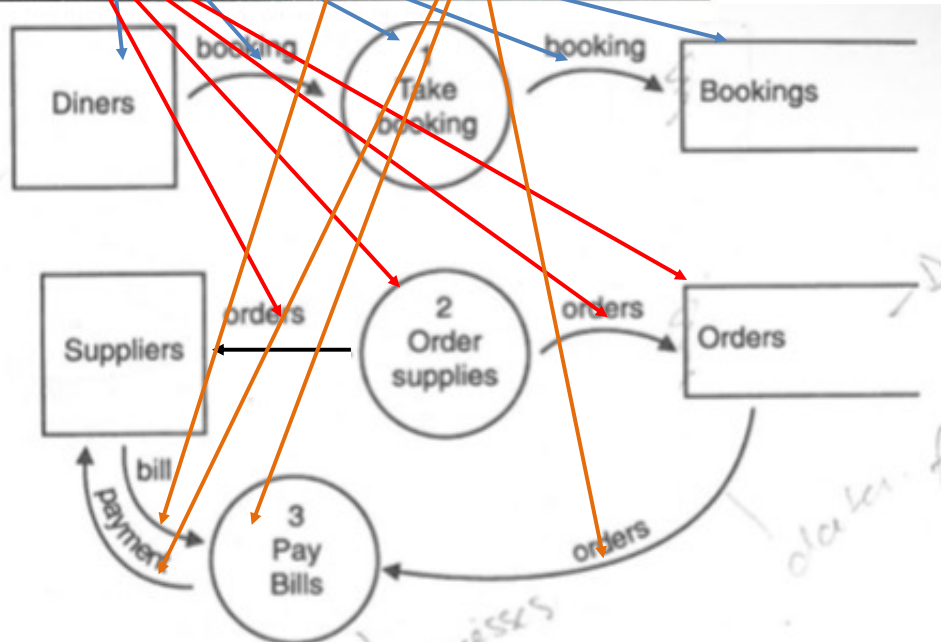 booking
1
booking
Diners
Take
booking
Bookings
orders
2
orders
Suppliers
Order
supplies
Orders
bill
payment
3
Pay
Bills
orders